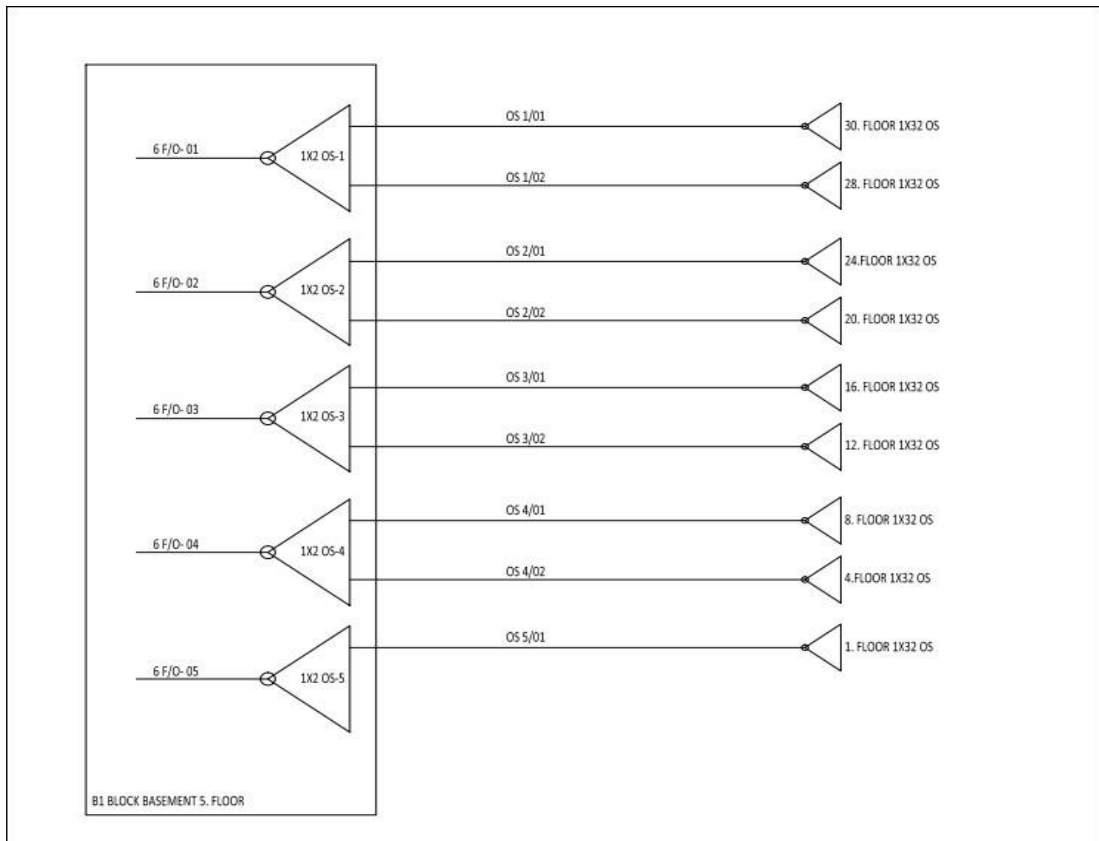 OS 1/01
30. FLOOR 1X32 OS
6 F/O- 01
1X2 OS-1
OS 1/02
28. FLOOR 1X32 OS
OS 2/01
24.FLOOR 1X32 OS
6 F/O- 02
1X2 OS-2
OS 2/02
20. FLOOR 1X32 OS
OS 3/01
16. FLOOR 1X32 OS
6 F/O- 03
1X2 OS-3
OS 3/02
12. FLOOR 1X32 OS
OS 4/01
8. FLOOR 1X32 OS
6 F/O- 04
1X2 OS-4
OS 4/02
4.FLOOR 1X32 OS
OS 5/01
1. FLOOR 1X32 OS
6 F/O- 05
1X2 OS-5
B1 BLOCK BASEMENT 5. FLOOR